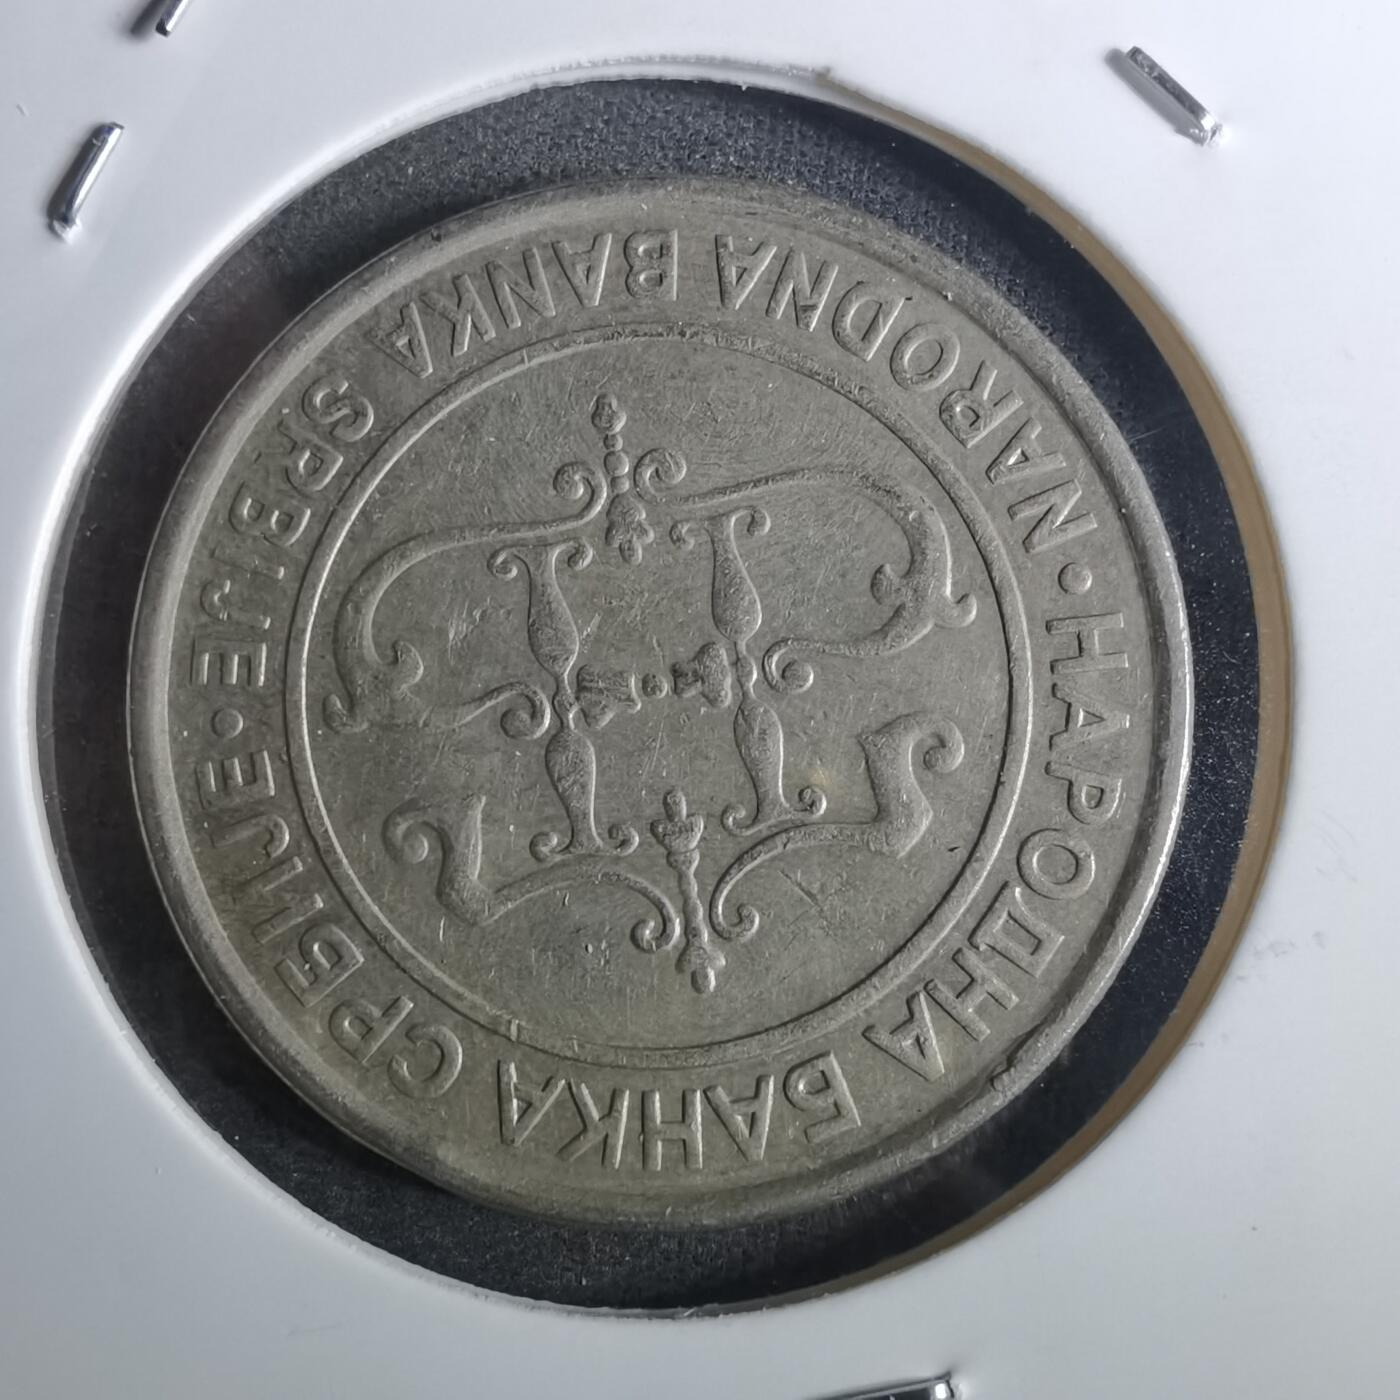 НАРОДНА БАНКА СРБИЈЕ •
NARODNA BANKA SRBIJE •